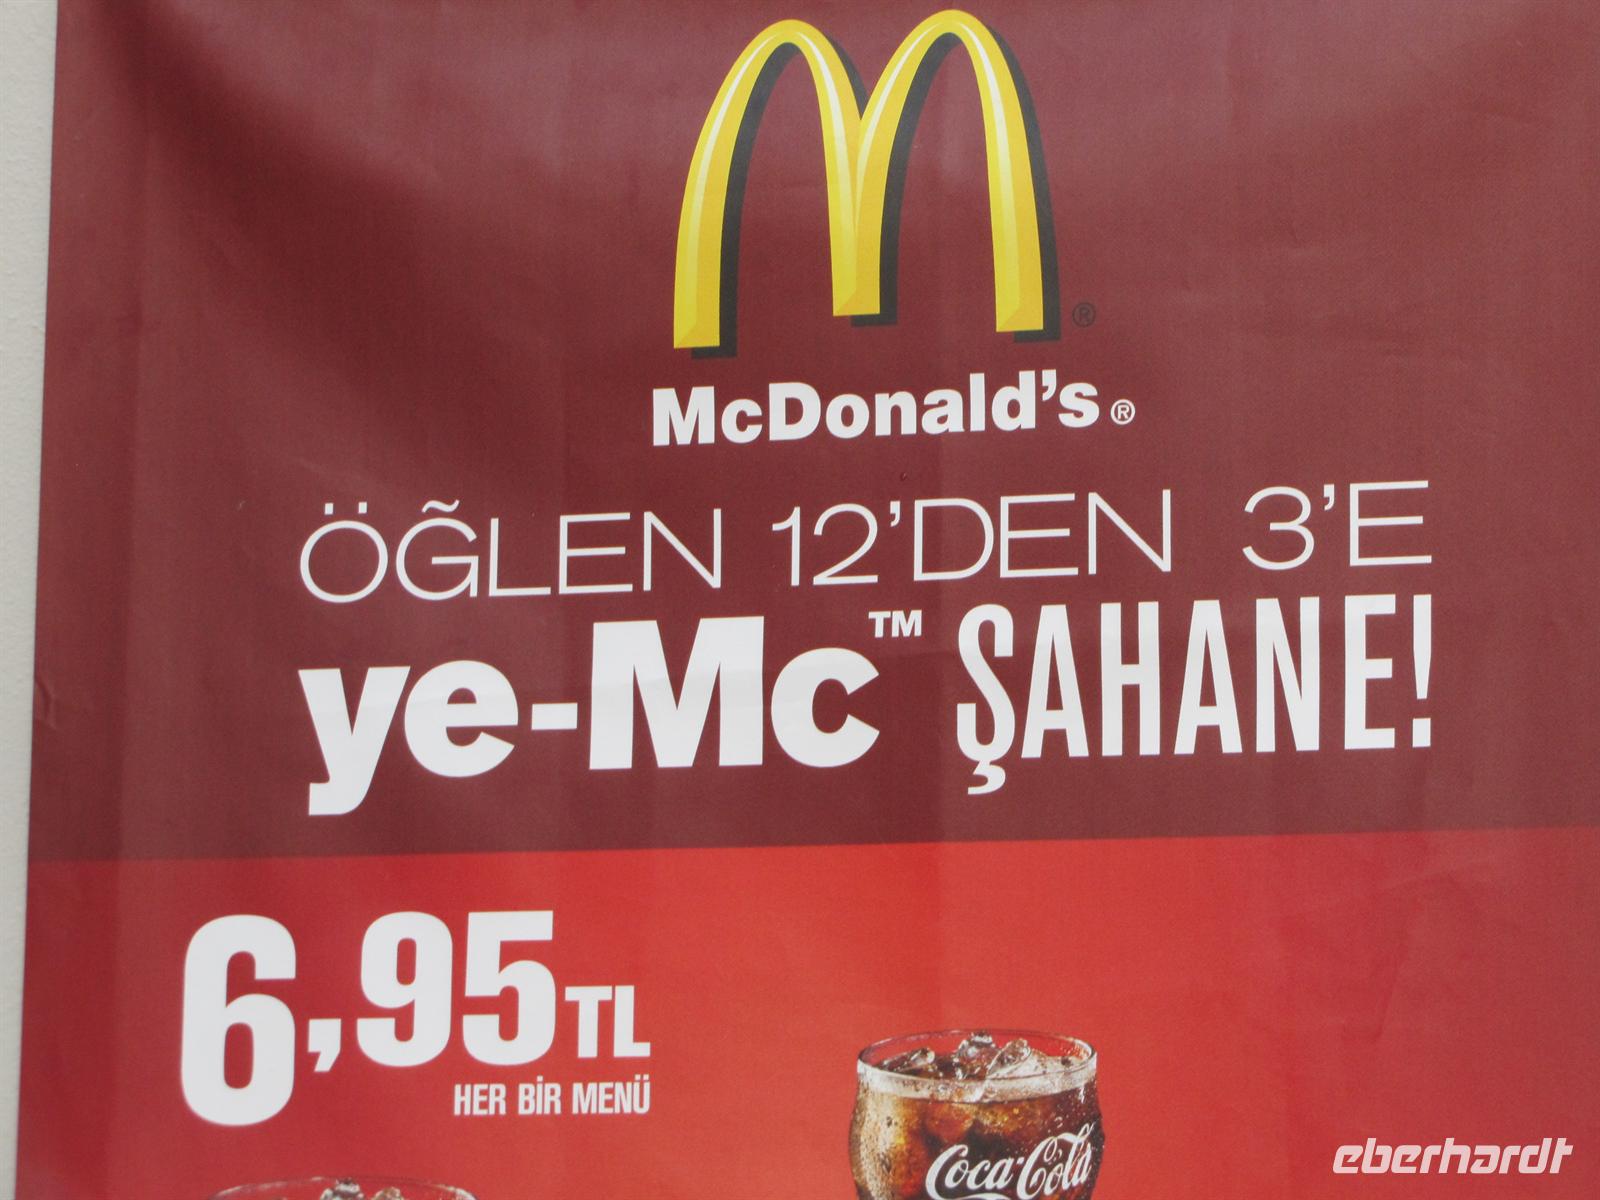 ®
McDonald's®
ÖĞLEN 12'DEN 3'E
ye-Mc™ ŞAHANE!
6,95TL
HER BİR MENÜ
Coca-Cola
eberhardt